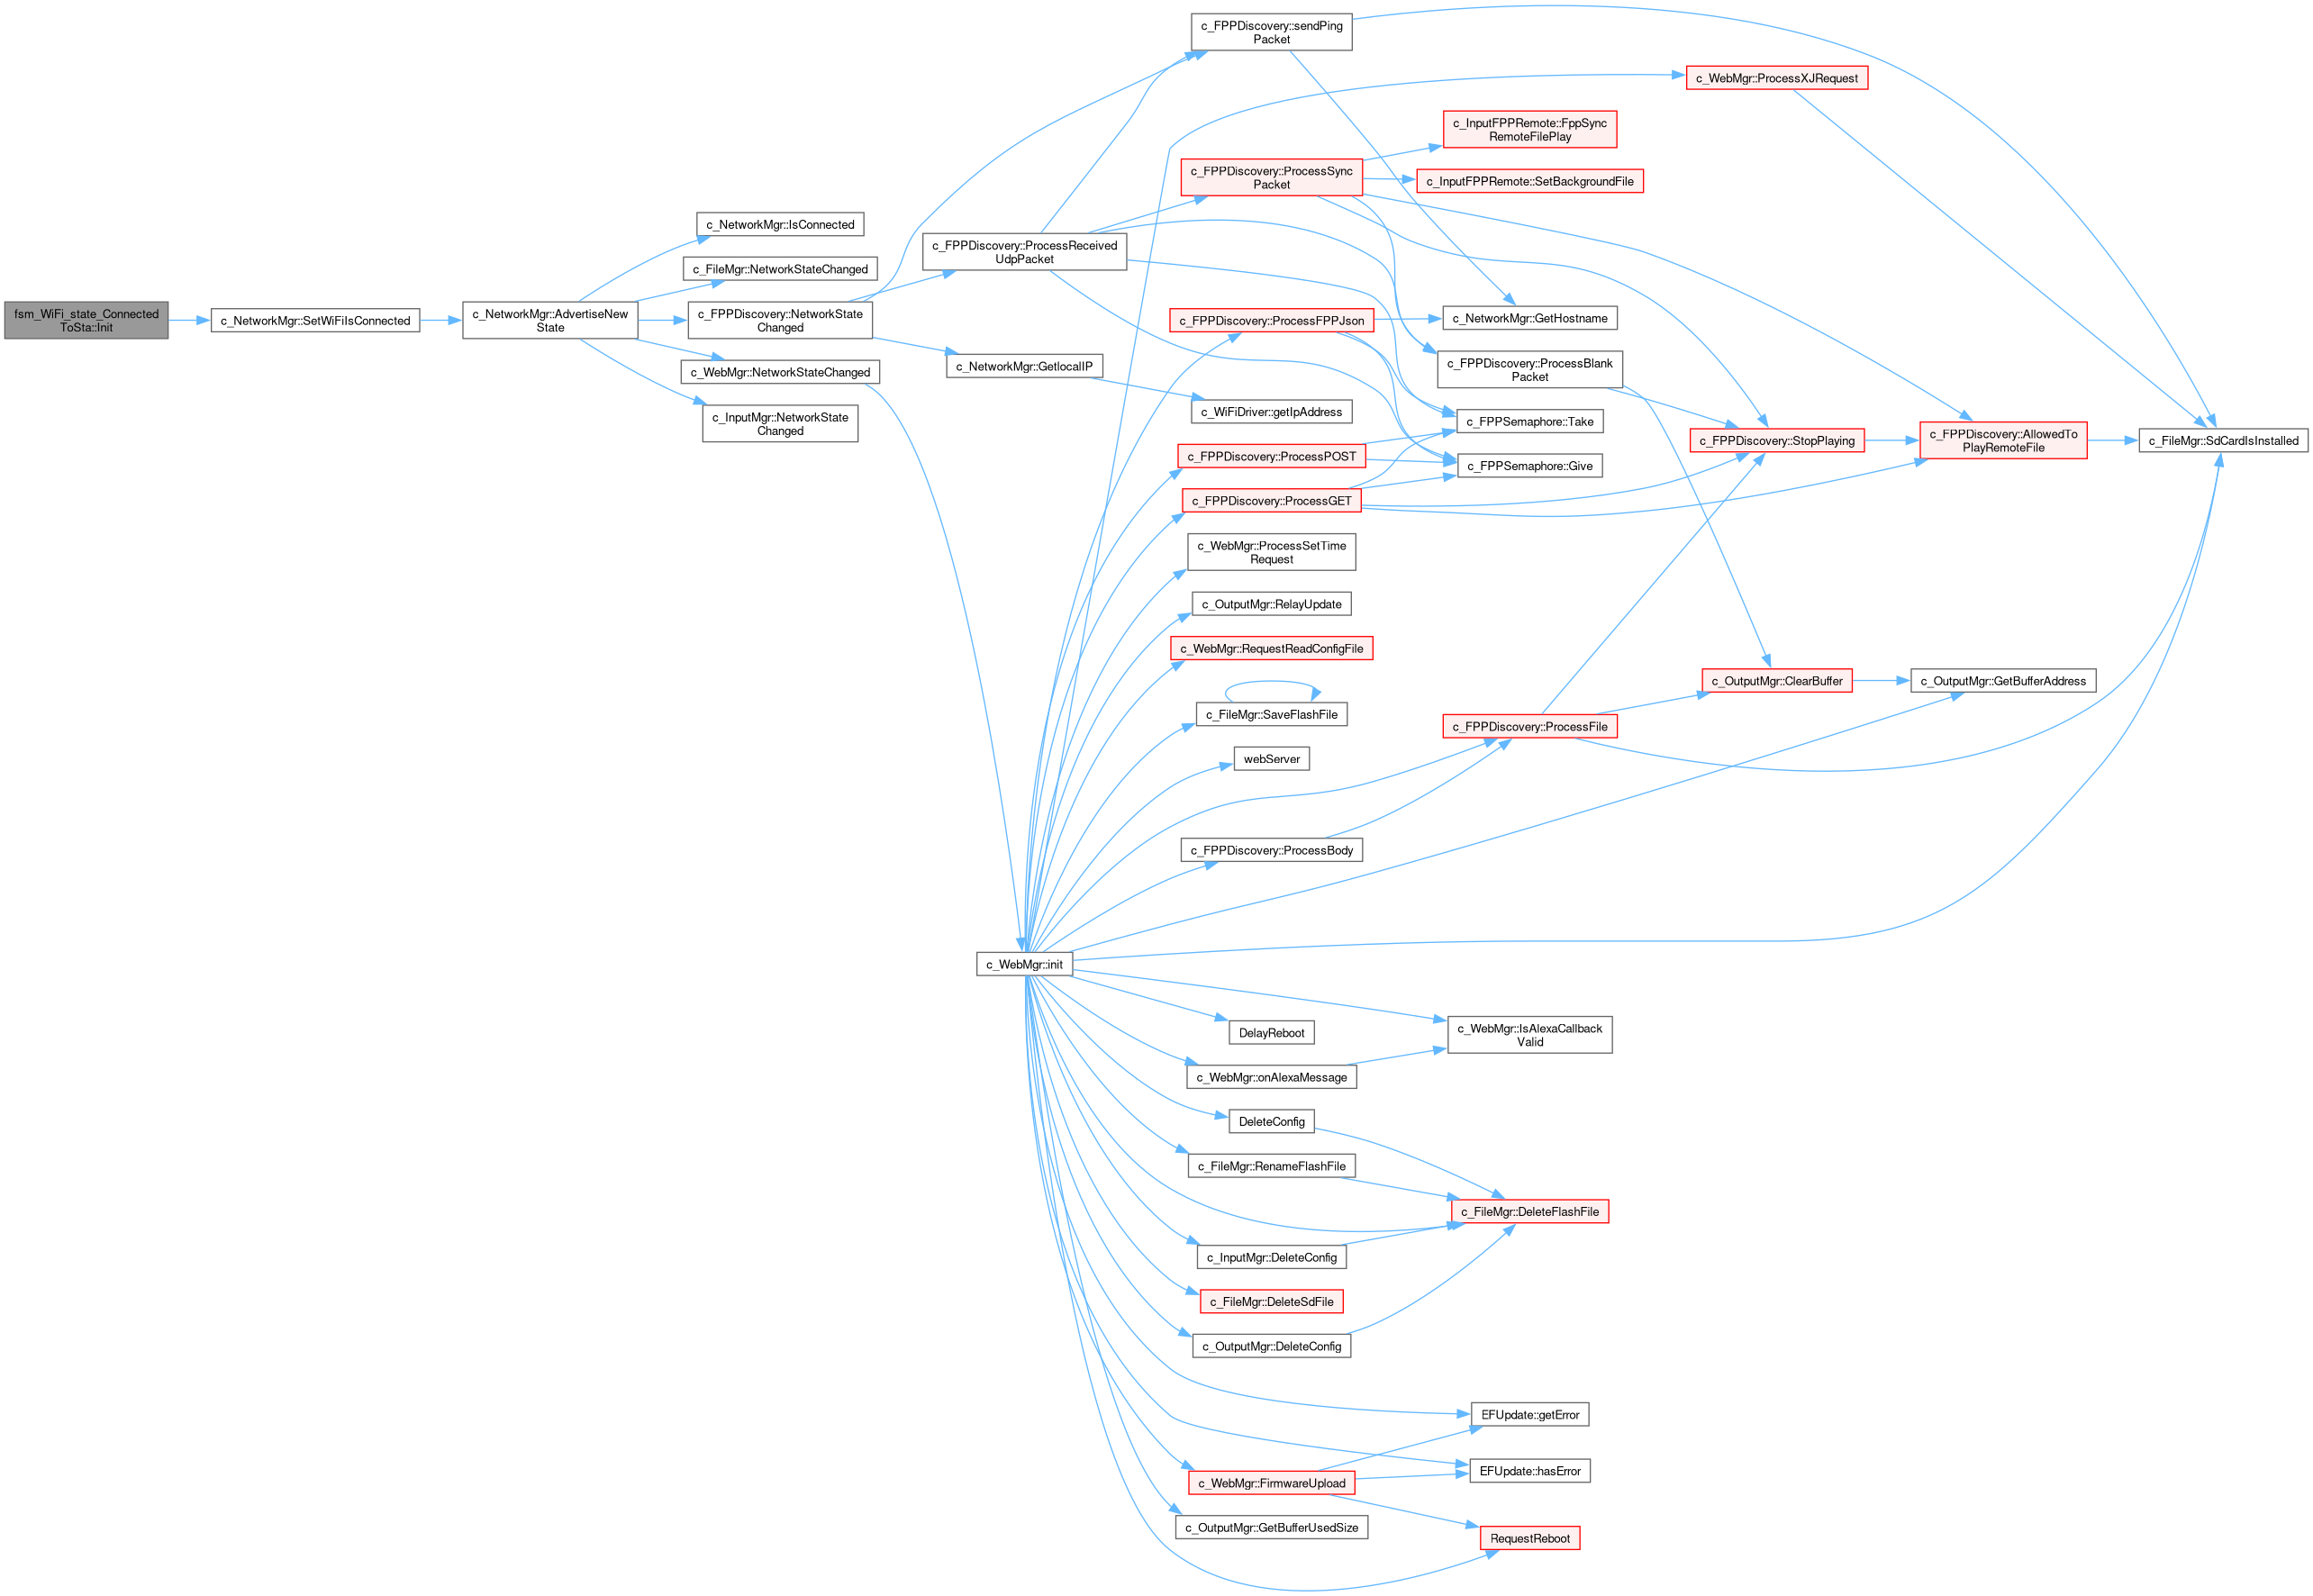 fsm_WiFi_state_Connected
ToSta::Init
c_NetworkMgr::SetWiFiIsConnected
c_NetworkMgr::AdvertiseNew
State
c_NetworkMgr::IsConnected
c_FileMgr::NetworkStateChanged
c_FPPDiscovery::NetworkState
Changed
c_WebMgr::NetworkStateChanged
c_InputMgr::NetworkState
Changed
c_FPPDiscovery::ProcessReceived
UdpPacket
c_NetworkMgr::GetlocalIP
c_WebMgr::init
c_FPPDiscovery::sendPing
Packet
c_FPPDiscovery::ProcessSync
Packet
c_FPPDiscovery::ProcessFPPJson
c_WiFiDriver::getIpAddress
c_FPPDiscovery::ProcessPOST
c_FPPDiscovery::ProcessGET
c_WebMgr::ProcessSetTime
Request
c_OutputMgr::RelayUpdate
c_WebMgr::RequestReadConfigFile
c_FileMgr::SaveFlashFile
webServer
c_FPPDiscovery::ProcessBody
DelayReboot
c_WebMgr::onAlexaMessage
DeleteConfig
c_FileMgr::RenameFlashFile
c_InputMgr::DeleteConfig
c_FileMgr::DeleteSdFile
c_OutputMgr::DeleteConfig
c_WebMgr::FirmwareUpload
c_OutputMgr::GetBufferUsedSize
c_InputFPPRemote::FppSync
RemoteFilePlay
c_InputFPPRemote::SetBackgroundFile
c_NetworkMgr::GetHostname
c_FPPDiscovery::ProcessBlank
Packet
c_FPPSemaphore::Take
c_FPPSemaphore::Give
c_FPPDiscovery::ProcessFile
c_WebMgr::IsAlexaCallback
Valid
c_FileMgr::DeleteFlashFile
EFUpdate::getError
EFUpdate::hasError
RequestReboot
c_WebMgr::ProcessXJRequest
c_FPPDiscovery::StopPlaying
c_OutputMgr::ClearBuffer
c_FPPDiscovery::AllowedTo
PlayRemoteFile
c_OutputMgr::GetBufferAddress
c_FileMgr::SdCardIsInstalled